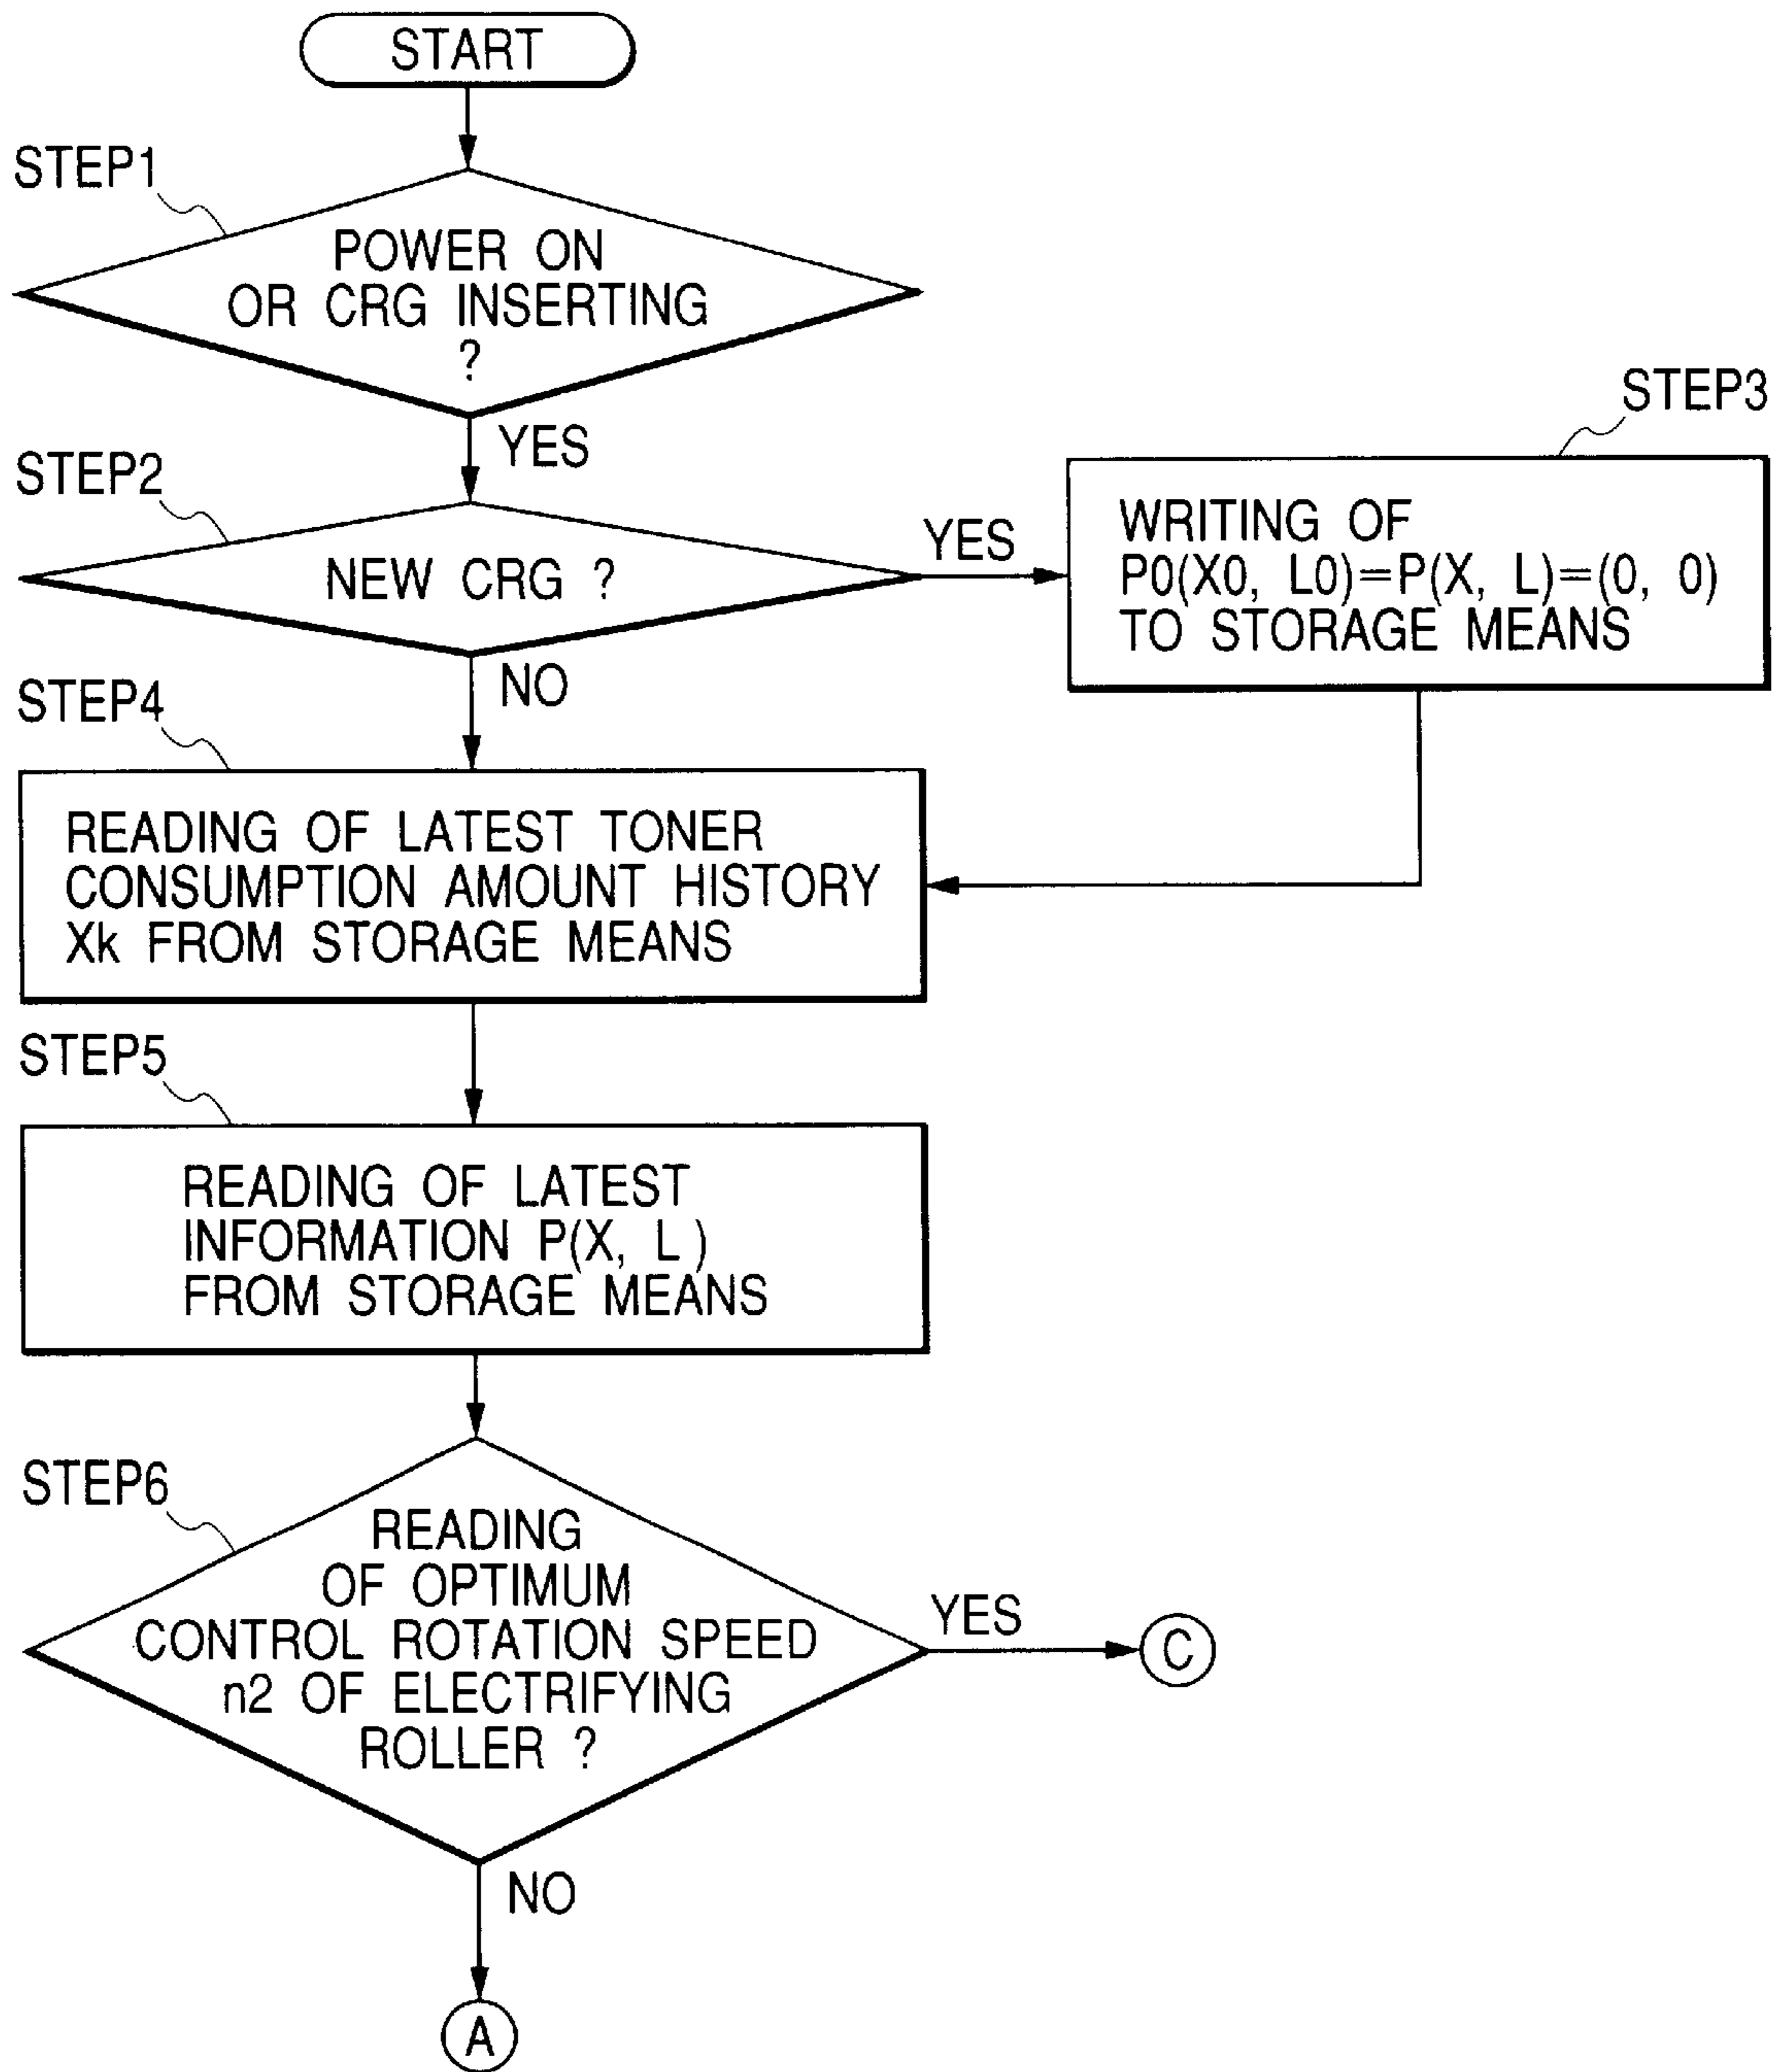 START
STEP1
POWER ON
OR CRG INSERTING
?
YES
STEP2
NEW CRG ?
YES
STEP3
WRITING OF
P0(X0, L0)=P(X, L)=(0, 0)
TO STORAGE MEANS
NO
STEP4
READING OF LATEST TONER
CONSUMPTION AMOUNT HISTORY
Xk FROM STORAGE MEANS
STEP5
READING OF LATEST
INFORMATION P(X, L)
FROM STORAGE MEANS
STEP6
READING
OF OPTIMUM
CONTROL ROTATION SPEED
n2 OF ELECTRIFYING
ROLLER ?
YES
C
NO
A